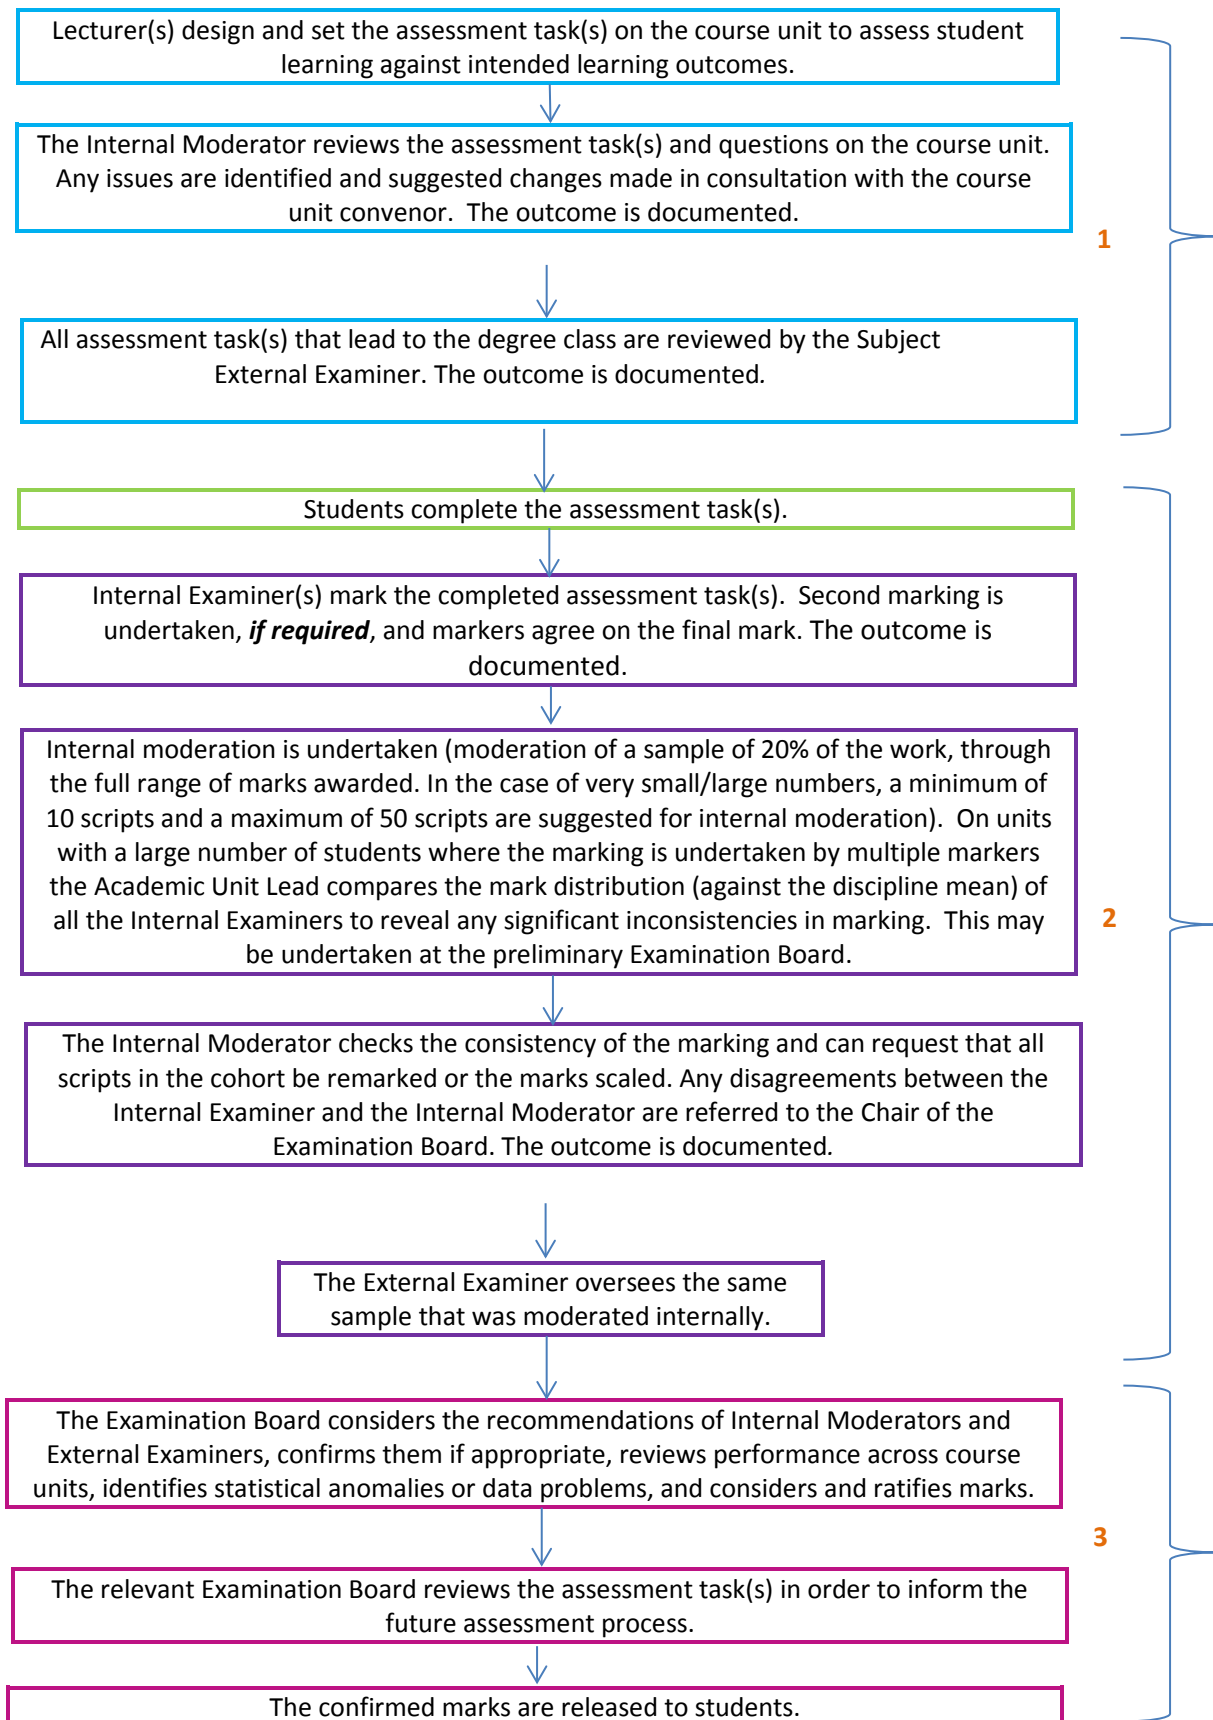 Lecturer(s) design and set the assessment task(s) on the course unit to assess student
learning against intended learning outcomes.
The Internal Moderator reviews the assessment task(s) and questions on the course unit.
Any issues are identified and suggested changes made in consultation with the course
unit convenor.  The outcome is documented.
1
All assessment task(s) that lead to the degree class are reviewed by the Subject
External Examiner. The outcome is documented.
Students complete the assessment task(s).
Internal Examiner(s) mark the completed assessment task(s).  Second marking is
undertaken, if required, and markers agree on the final mark. The outcome is
documented.
Internal moderation is undertaken (moderation of a sample of 20% of the work, through
the full range of marks awarded. In the case of very small/large numbers, a minimum of
10 scripts and a maximum of 50 scripts are suggested for internal moderation).  On units
with a large number of students where the marking is undertaken by multiple markers
the Academic Unit Lead compares the mark distribution (against the discipline mean) of
all the Internal Examiners to reveal any significant inconsistencies in marking.  This may
be undertaken at the preliminary Examination Board.
2
The Internal Moderator checks the consistency of the marking and can request that all
scripts in the cohort be remarked or the marks scaled. Any disagreements between the
Internal Examiner and the Internal Moderator are referred to the Chair of the
Examination Board. The outcome is documented.
The External Examiner oversees the same
sample that was moderated internally.
The Examination Board considers the recommendations of Internal Moderators and
External Examiners, confirms them if appropriate, reviews performance across course
units, identifies statistical anomalies or data problems, and considers and ratifies marks.
3
The relevant Examination Board reviews the assessment task(s) in order to inform the
future assessment process.
The confirmed marks are released to students.